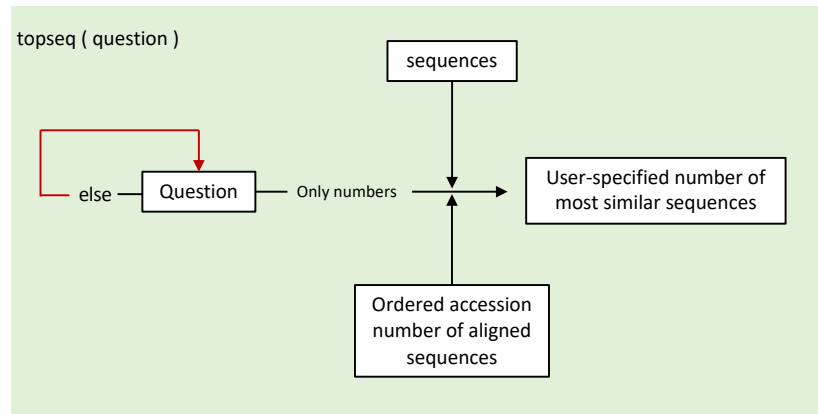 topseq ( question )
sequences
else
Question
Only numbers
User-specified number of
most similar sequences
Ordered accession
number of aligned
sequences